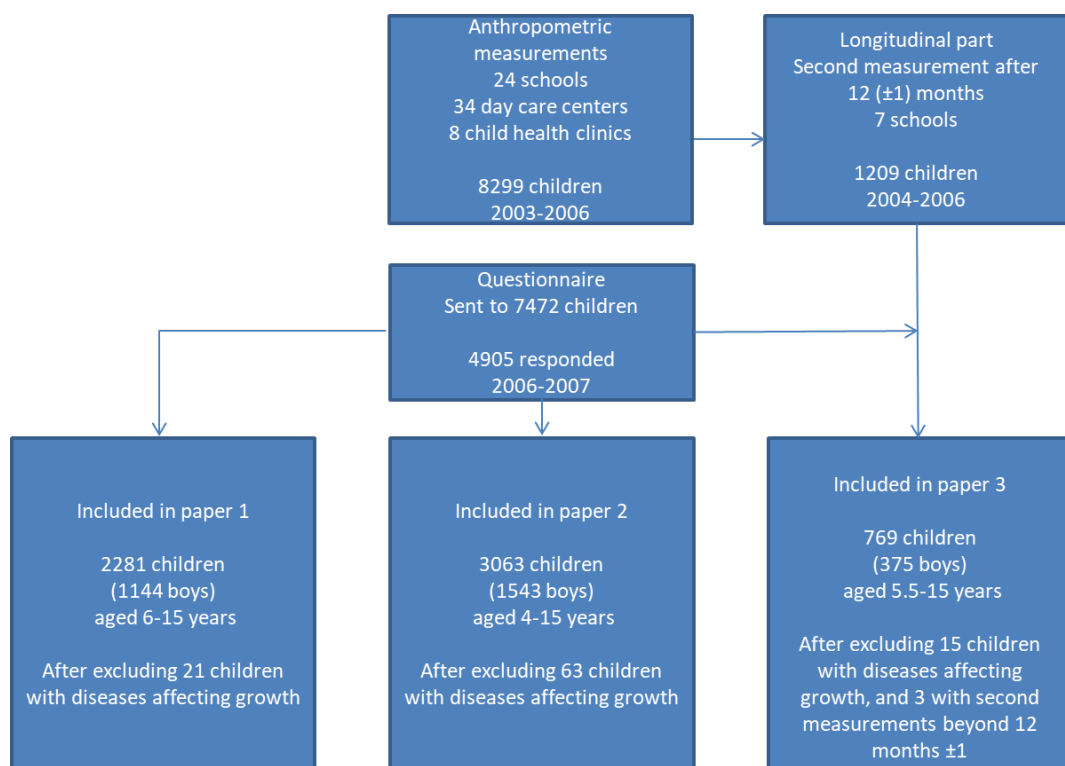 Anthropometric
measurements
24 schools
34 day care centers
8 child health clinics
8299 children
2003-2006
Longitudinal part
Second measurement after
12 (±1) months
7 schools
1209 children
2004-2006
Questionnaire
Sent to 7472 children
4905 responded
2006-2007
Included in paper 1
2281 children
(1144 boys)
aged 6-15 years
After excluding 21 children
with diseases affecting growth
Included in paper 2
3063 children
(1543 boys)
aged 4-15 years
After excluding 63 children
with diseases affecting growth
Included in paper 3
769 children
(375 boys)
aged 5.5-15 years
After excluding 15 children
with diseases affecting
growth, and 3 with second
measurements beyond 12
months ±1